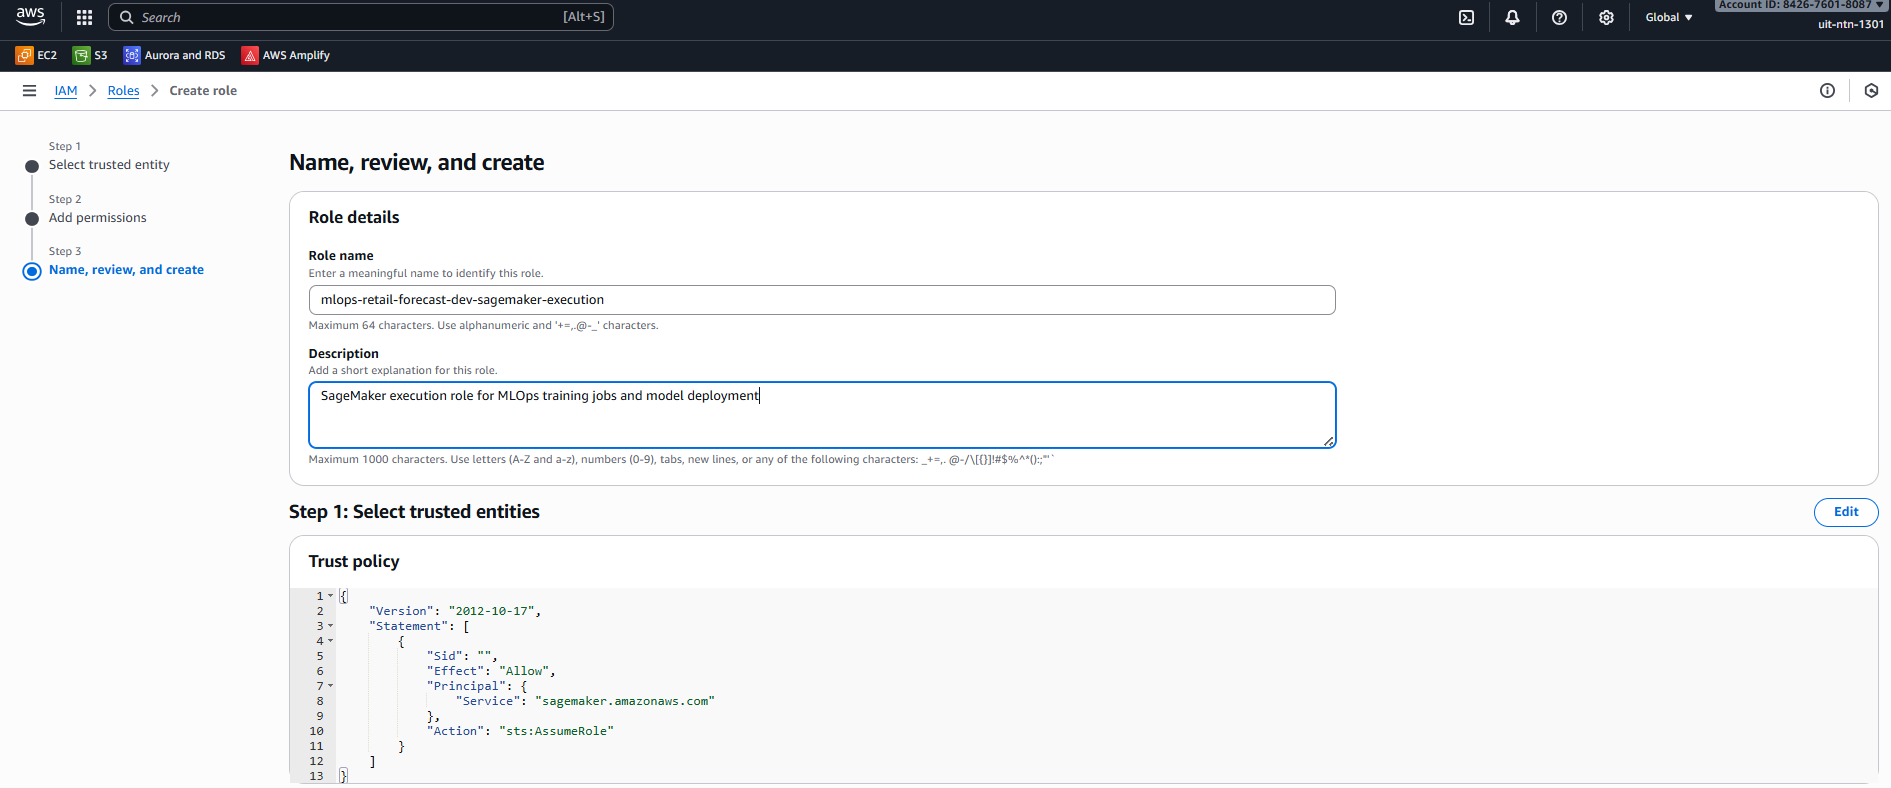 aws
Search
[Alt+S]
Global
Account ID: 8426-7601-8087
uit-ntn-1301
EC2
S3
Aurora and RDS
AWS Amplify
IAM
Roles
Create role
Step 1
Select trusted entity
Step 2
Add permissions
Step 3
Name, review, and create
Name, review, and create
Role details
Role name
Enter a meaningful name to identify this role.
mlops-retail-forecast-dev-sagemaker-execution
Maximum 64 characters. Use alphanumeric and '+=,.@-_' characters.
Description
Add a short explanation for this role.
SageMaker execution role for MLOps training jobs and model deployment
Maximum 1000 characters. Use letters (A-Z and a-z), numbers (0-9), tabs, new lines, or any of the following characters: _+=,. @-/\[{}]!#$%^*();:"'`
Step 1: Select trusted entities
Edit
Trust policy
1 {
2 "Version": "2012-10-17",
3 "Statement": [
4 {
5 "Sid": "",
6 "Effect": "Allow",
7 "Principal": {
8 "Service": "sagemaker.amazonaws.com"
9 },
10 "Action": "sts:AssumeRole"
11 }
12 ]
13 }